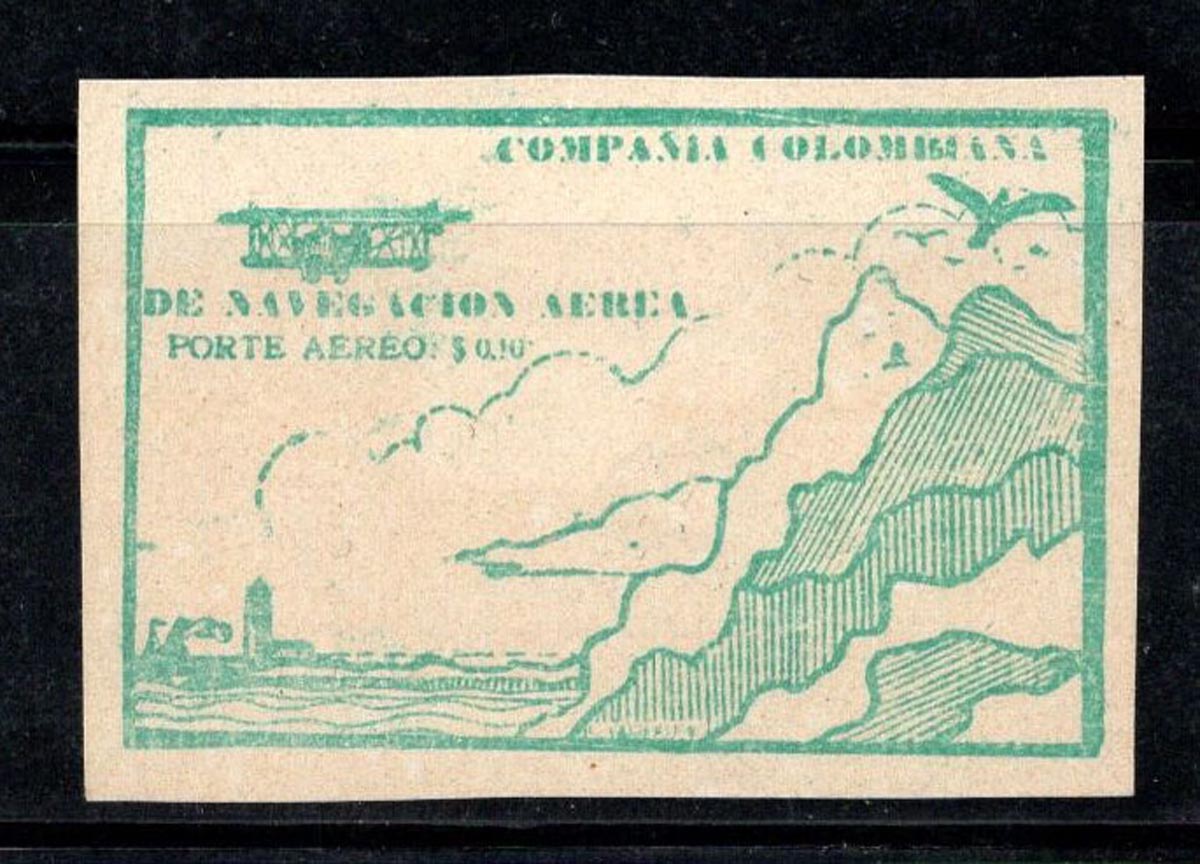 COMPAÑIA COLOMBIANA
DE NAVEGACION AEREA
PORTE AEREO: $ 0.10